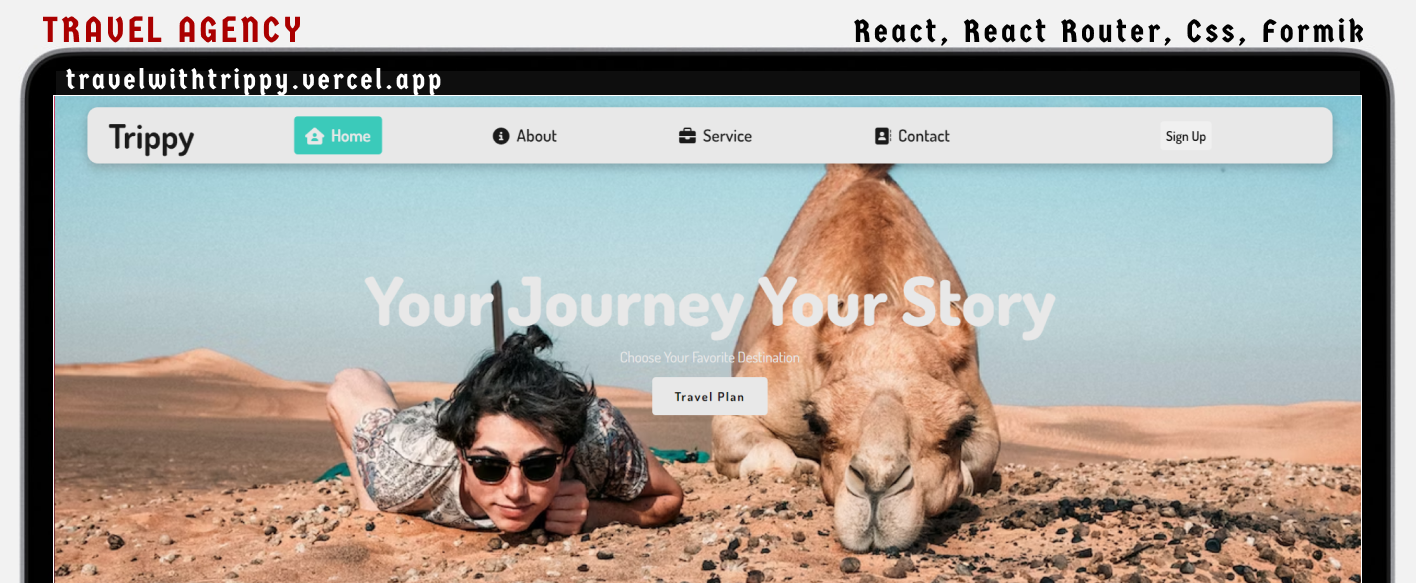 TRAVEL AGENCY
React, React Router, Css, Formik
travelwithtrippy.vercel.app
Trippy Home About Service Contact Sign Up
Your Journey Your Story
Choose Your Favorite Destination
Travel Plan